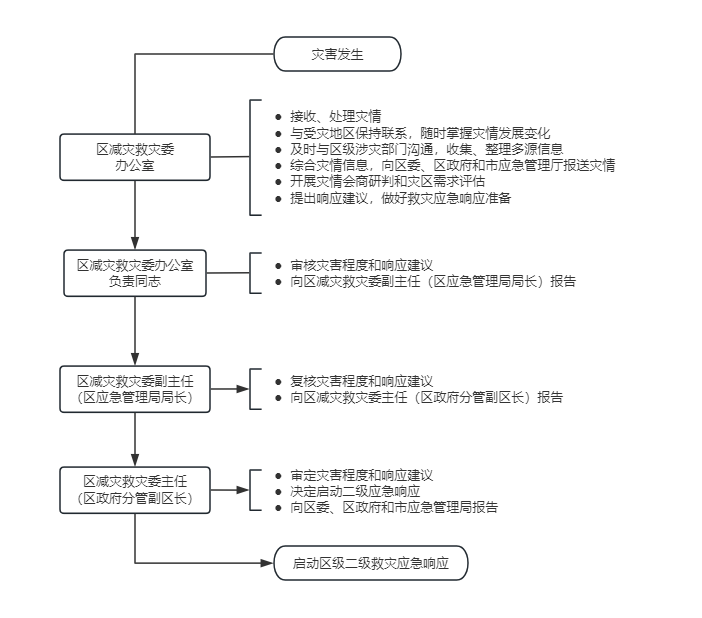 灾害发生
区减灾救灾委
办公室
● 接收、处理灾情
● 与受灾地区保持联系，随时掌握灾情发展变化
● 及时与区级涉灾部门沟通，收集、整理多源信息
● 综合灾情信息，向区委、区政府和市应急管理厅报送灾情
● 开展灾情会商研判和灾区需求评估
● 提出响应建议，做好救灾应急响应准备
区减灾救灾委办公室
负责同志
● 审核灾害程度和响应建议
● 向区减灾救灾委副主任（区应急管理局局长）报告
区减灾救灾委副主任
（区应急管理局局长）
● 复核灾害程度和响应建议
● 向区减灾救灾委主任（区政府分管副区长）报告
区减灾救灾委主任
（区政府分管副区长）
● 审定灾害程度和响应建议
● 决定启动二级应急响应
● 向区委、区政府和市应急管理局报告
启动区级二级救灾应急响应